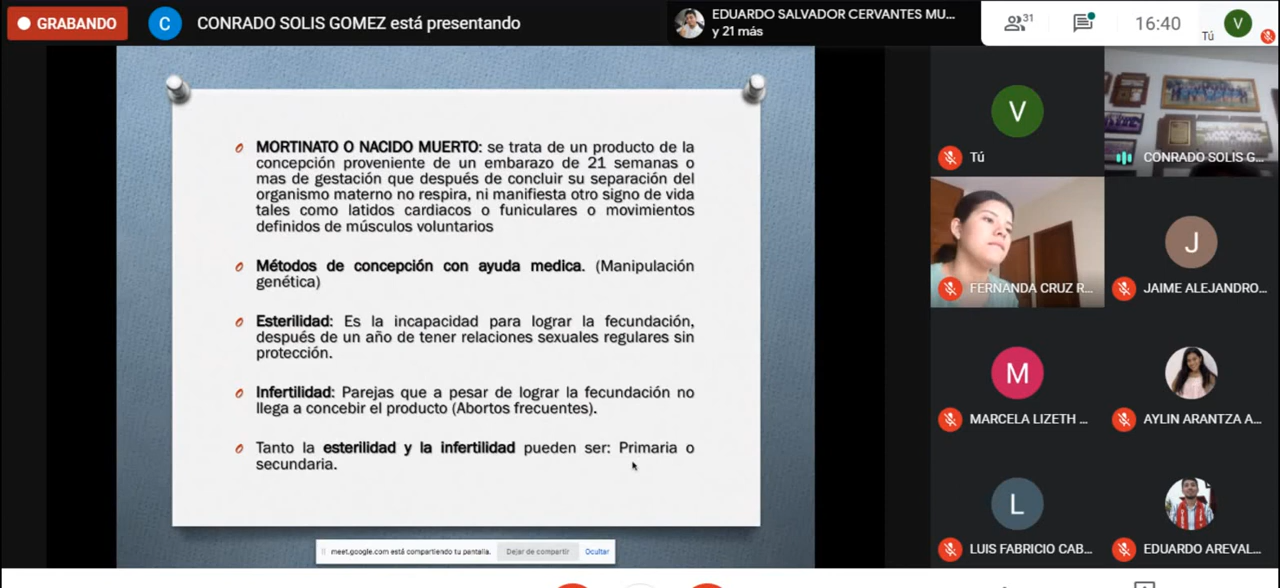 GRABANDO
C
CONRADO SOLIS GOMEZ está presentando
EDUARDO SALVADOR CERVANTES MU...
y 21 más
31
16:40
Tú
V
MORTINATO O NACIDO MUERTO: se trata de un producto de la
concepción proveniente de un embarazo de 21 semanas o
mas de gestación que después de concluir su separación del
organismo materno no respira, ni manifiesta otro signo de vida
tales como latidos cardiacos o funiculares o movimientos
definidos de músculos voluntarios
Métodos de concepción con ayuda medica. (Manipulación
genética)
Esterilidad: Es la incapacidad para lograr la fecundación,
después de un año de tener relaciones sexuales regulares sin
protección.
Infertilidad: Parejas que a pesar de lograr la fecundación no
llega a concebir el producto (Abortos frecuentes).
Tanto la esterilidad y la infertilidad pueden ser: Primaria o
secundaria.
meet.google.com está compartiendo tu pantalla.
Dejar de compartir
Ocultar
V
Tú
CONRADO SOLIS G...
FERNANDA CRUZ R...
J
JAIME ALEJANDRO...
M
MARCELA LIZETH ...
AYLIN ARANTZA A...
L
LUIS FABRICIO CAB...
EDUARDO AREVAL...